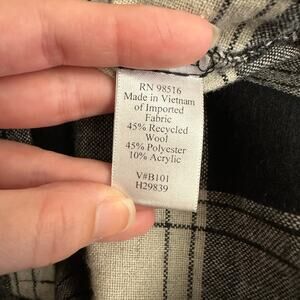 RN 98516
Made in Vietnam
of Imported
Fabric
45% Recycled
Wool
45% Polyester
10% Acrylic
V#B101
H29839